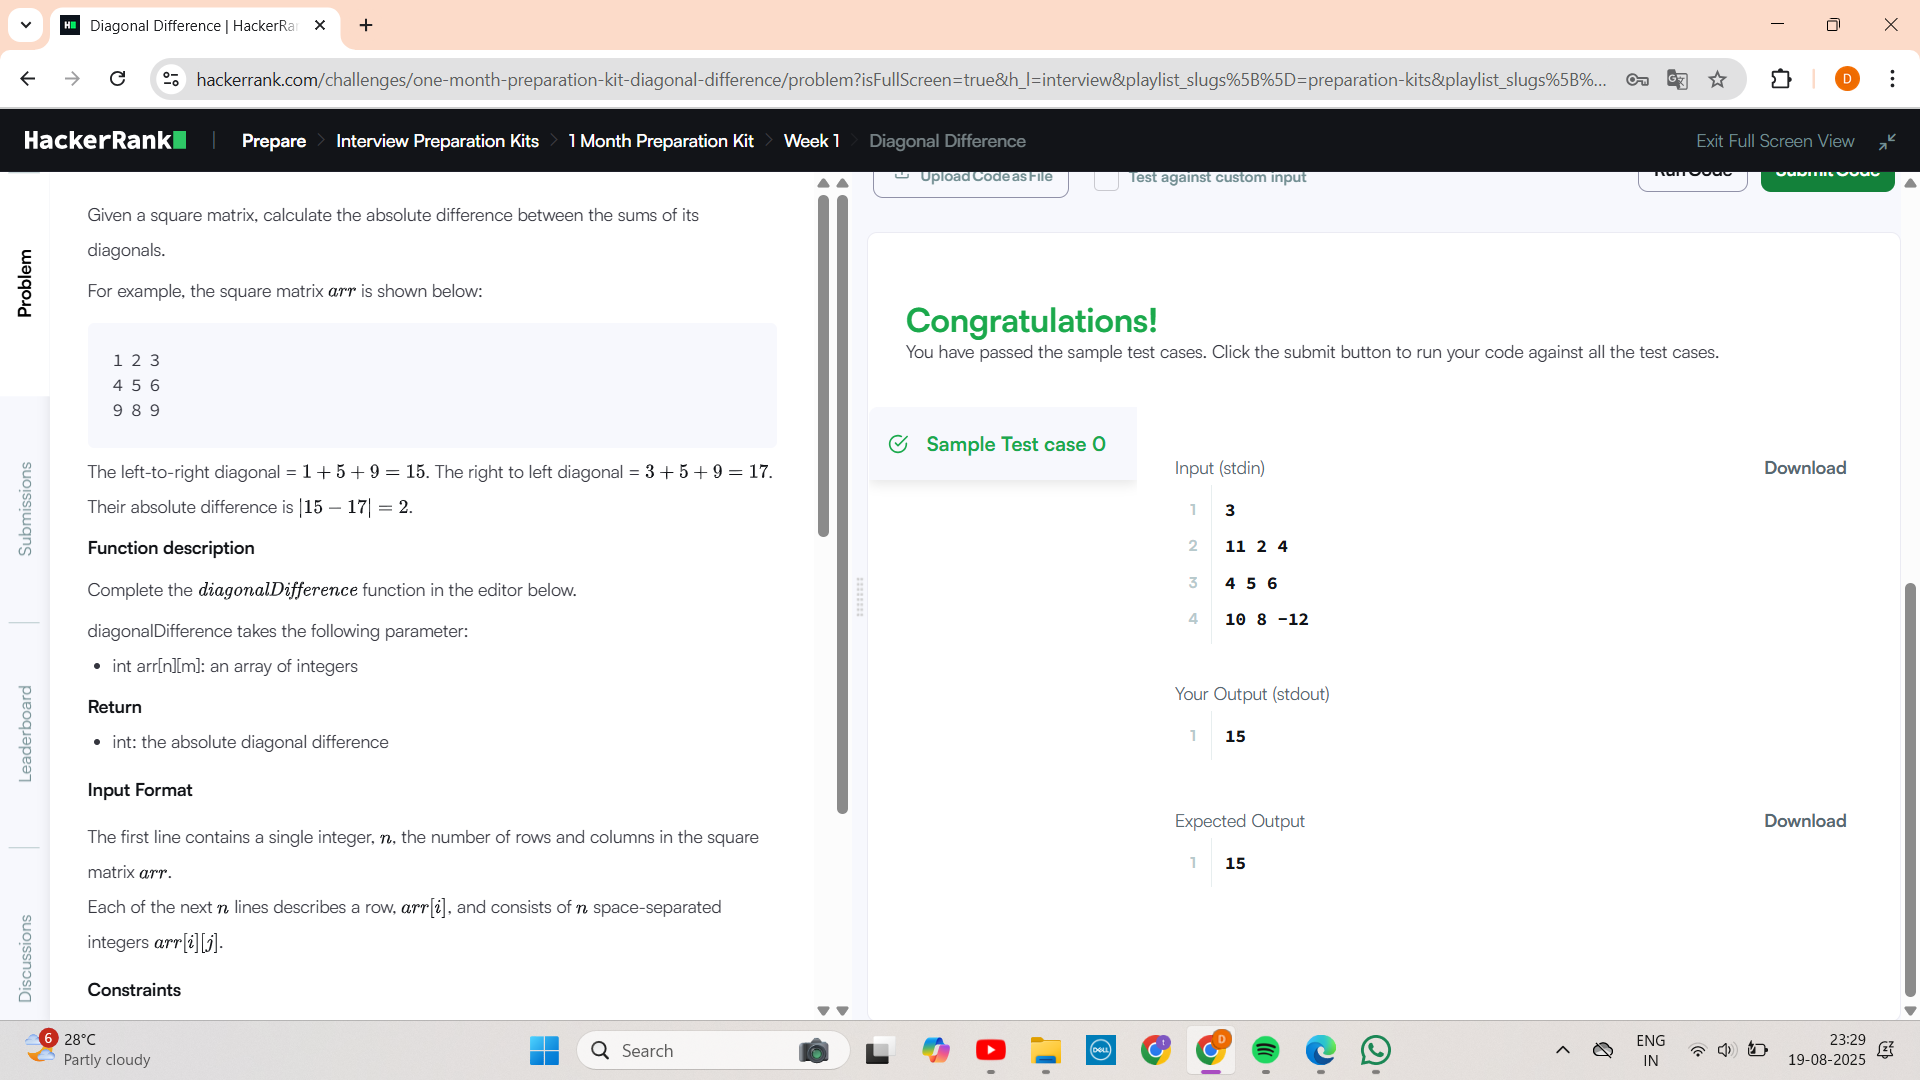 Diagonal Difference | HackerRa
hackerrank.com/challenges/one-month-preparation-kit-diagonal-difference/problem?isFullScreen=true&h_l=interview&playlist_slugs%5B%5D=preparation-kits&playlist_slugs%5B%...
D
HackerRank
Prepare
Interview Preparation Kits
1 Month Preparation Kit
Week 1
Diagonal Difference
Exit Full Screen View
Problem
Submissions
Leaderboard
Discussions
Given a square matrix, calculate the absolute difference between the sums of its
diagonals.
For example, the square matrix arr is shown below:
1 2 3
4 5 6
9 8 9
The left-to-right diagonal = 1 + 5 + 9 = 15. The right to left diagonal = 3 + 5 + 9 = 17.
Their absolute difference is |15 − 17| = 2.
Function description
Complete the diagonalDifference function in the editor below.
diagonalDifference takes the following parameter:
• int arr[n][m]: an array of integers
Return
• int: the absolute diagonal difference
Input Format
The first line contains a single integer, n, the number of rows and columns in the square
matrix arr.
Each of the next n lines describes a row, arr[i], and consists of n space-separated
integers arr[i][j].
Constraints
Upload Code as File
Test against custom input
Run Code
Submit Code
Congratulations!
You have passed the sample test cases. Click the submit button to run your code against all the test cases.
Sample Test case 0
Input (stdin)
Download
1 3
2 11 2 4
3 4 5 6
4 10 8 -12
Your Output (stdout)
1 15
Expected Output
Download
1 15
6
28°C
Partly cloudy
Search
DELL
D
ENG
IN
23:29
19-08-2025